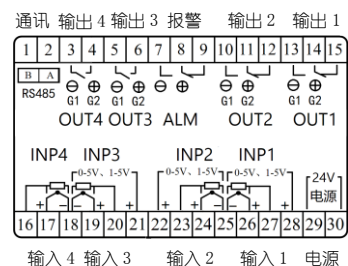 通讯 输出4 输出3 报警 输出2 输出1
1 2 3 4 5 6 7 8 9 10 11 12 13 14 15
B A
RS485
G1 G2 G1 G2 G1 G2 G1 G2
OUT4 OUT3 ALM OUT2 OUT1
INP4 INP3 INP2 INP1
0-5V、1-5V 0-5V、1-5V 24V
电源
+ − + − + + + − + − + +
16 17 18 19 20 21 22 23 24 25 26 27 28 29 30
输入4 输入3 输入2 输入1 电源